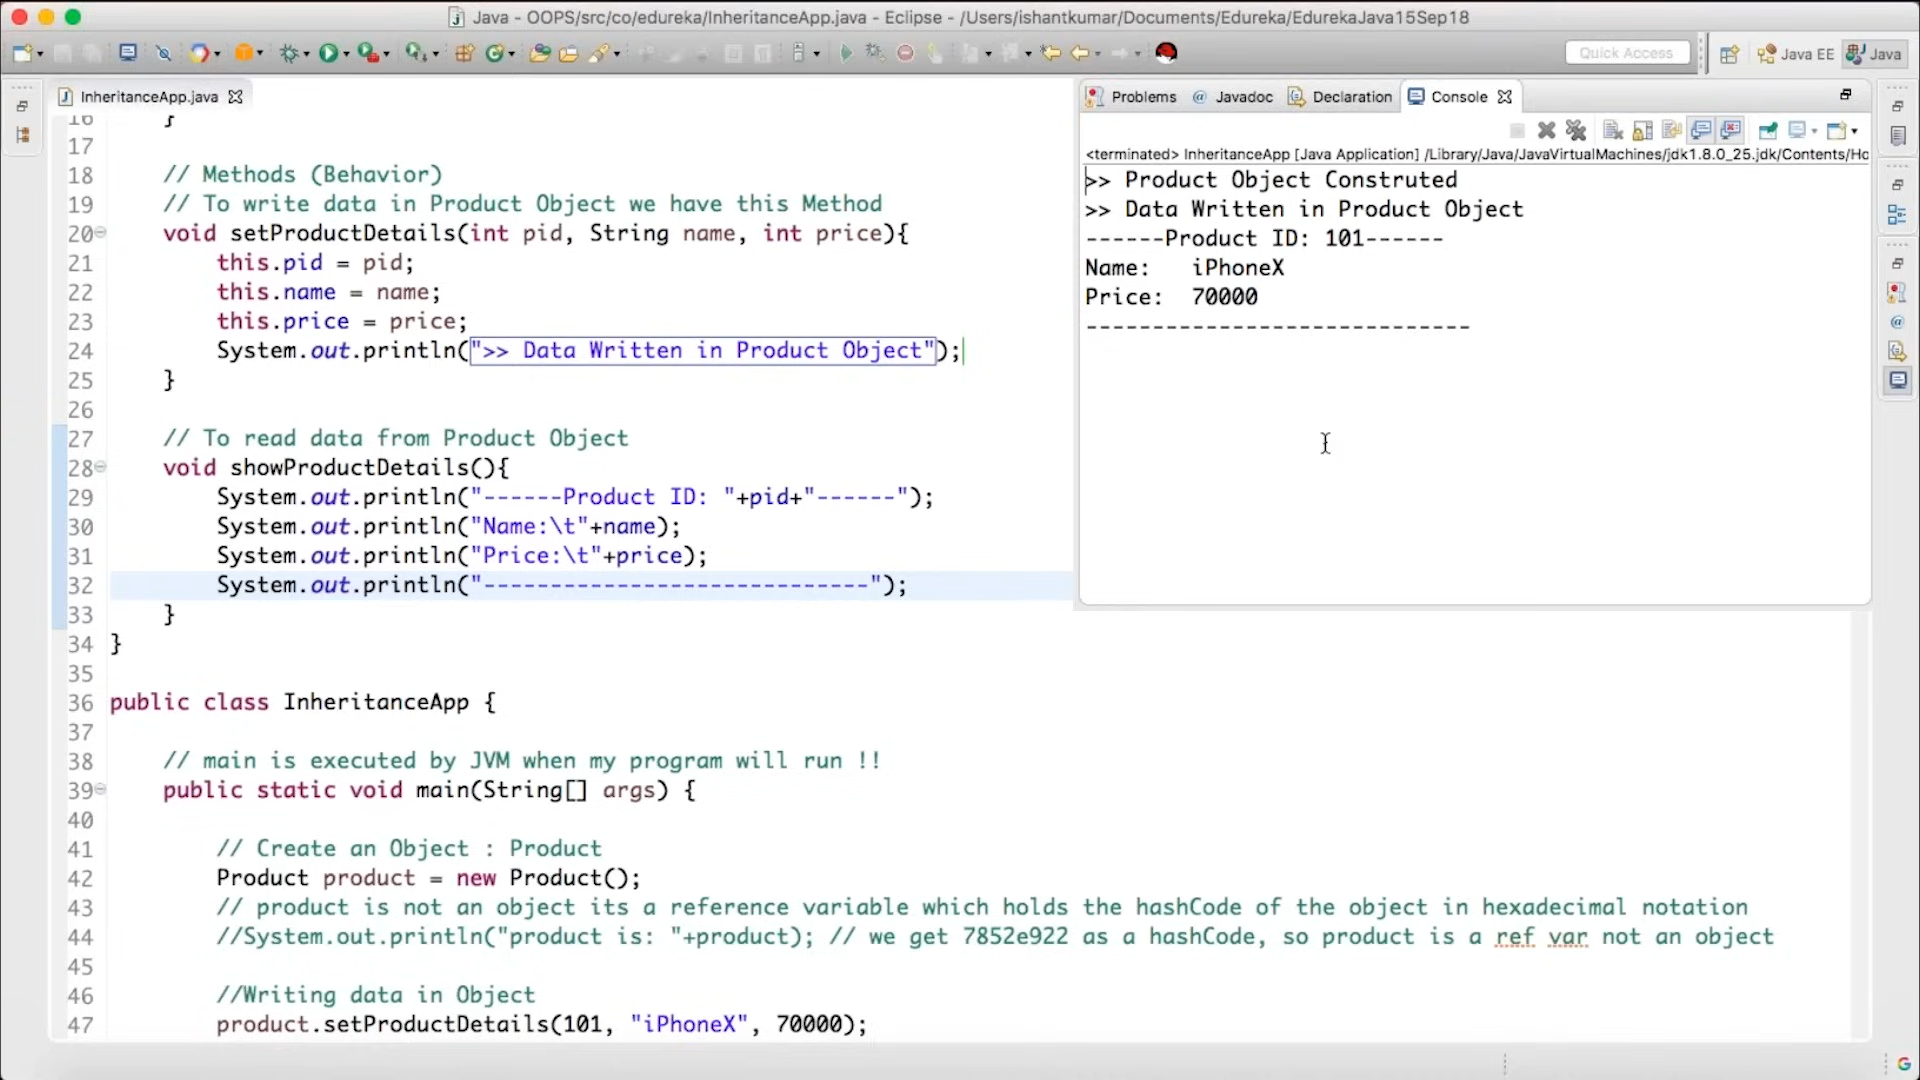 Java - OOPS/src/co/edureka/InheritanceApp.java - Eclipse - /Users/ishantkumar/Documents/Edureka/EdurekaJava15Sep18
Quick Access
Java EE
Java
InheritanceApp.java
16 }
17
18 // Methods (Behavior)
19 // To write data in Product Object we have this Method
20 void setProductDetails(int pid, String name, int price){
21 this.pid = pid;
22 this.name = name;
23 this.price = price;
24 System.out.println(">> Data Written in Product Object");
25 }
26
27 // To read data from Product Object
28 void showProductDetails(){
29 System.out.println("------Product ID: "+pid+"------");
30 System.out.println("Name:\t"+name);
31 System.out.println("Price:\t"+price);
32 System.out.println("-----------------------------");
33 }
34 }
35
36 public class InheritanceApp {
37
38 // main is executed by JVM when my program will run !!
39 public static void main(String[] args) {
40
41 // Create an Object : Product
42 Product product = new Product();
43 // product is not an object its a reference variable which holds the hashCode of the object in hexadecimal notation
44 //System.out.println("product is: "+product); // we get 7852e922 as a hashCode, so product is a ref var not an object
45
46 //Writing data in Object
47 product.setProductDetails(101, "iPhoneX", 70000);
Problems
Javadoc
Declaration
Console
<terminated> InheritanceApp [Java Application] /Library/Java/JavaVirtualMachines/jdk1.8.0_25.jdk/Contents/Ho
>> Product Object Construted
>> Data Written in Product Object
------Product ID: 101------
Name: iPhoneX
Price: 70000
-----------------------------